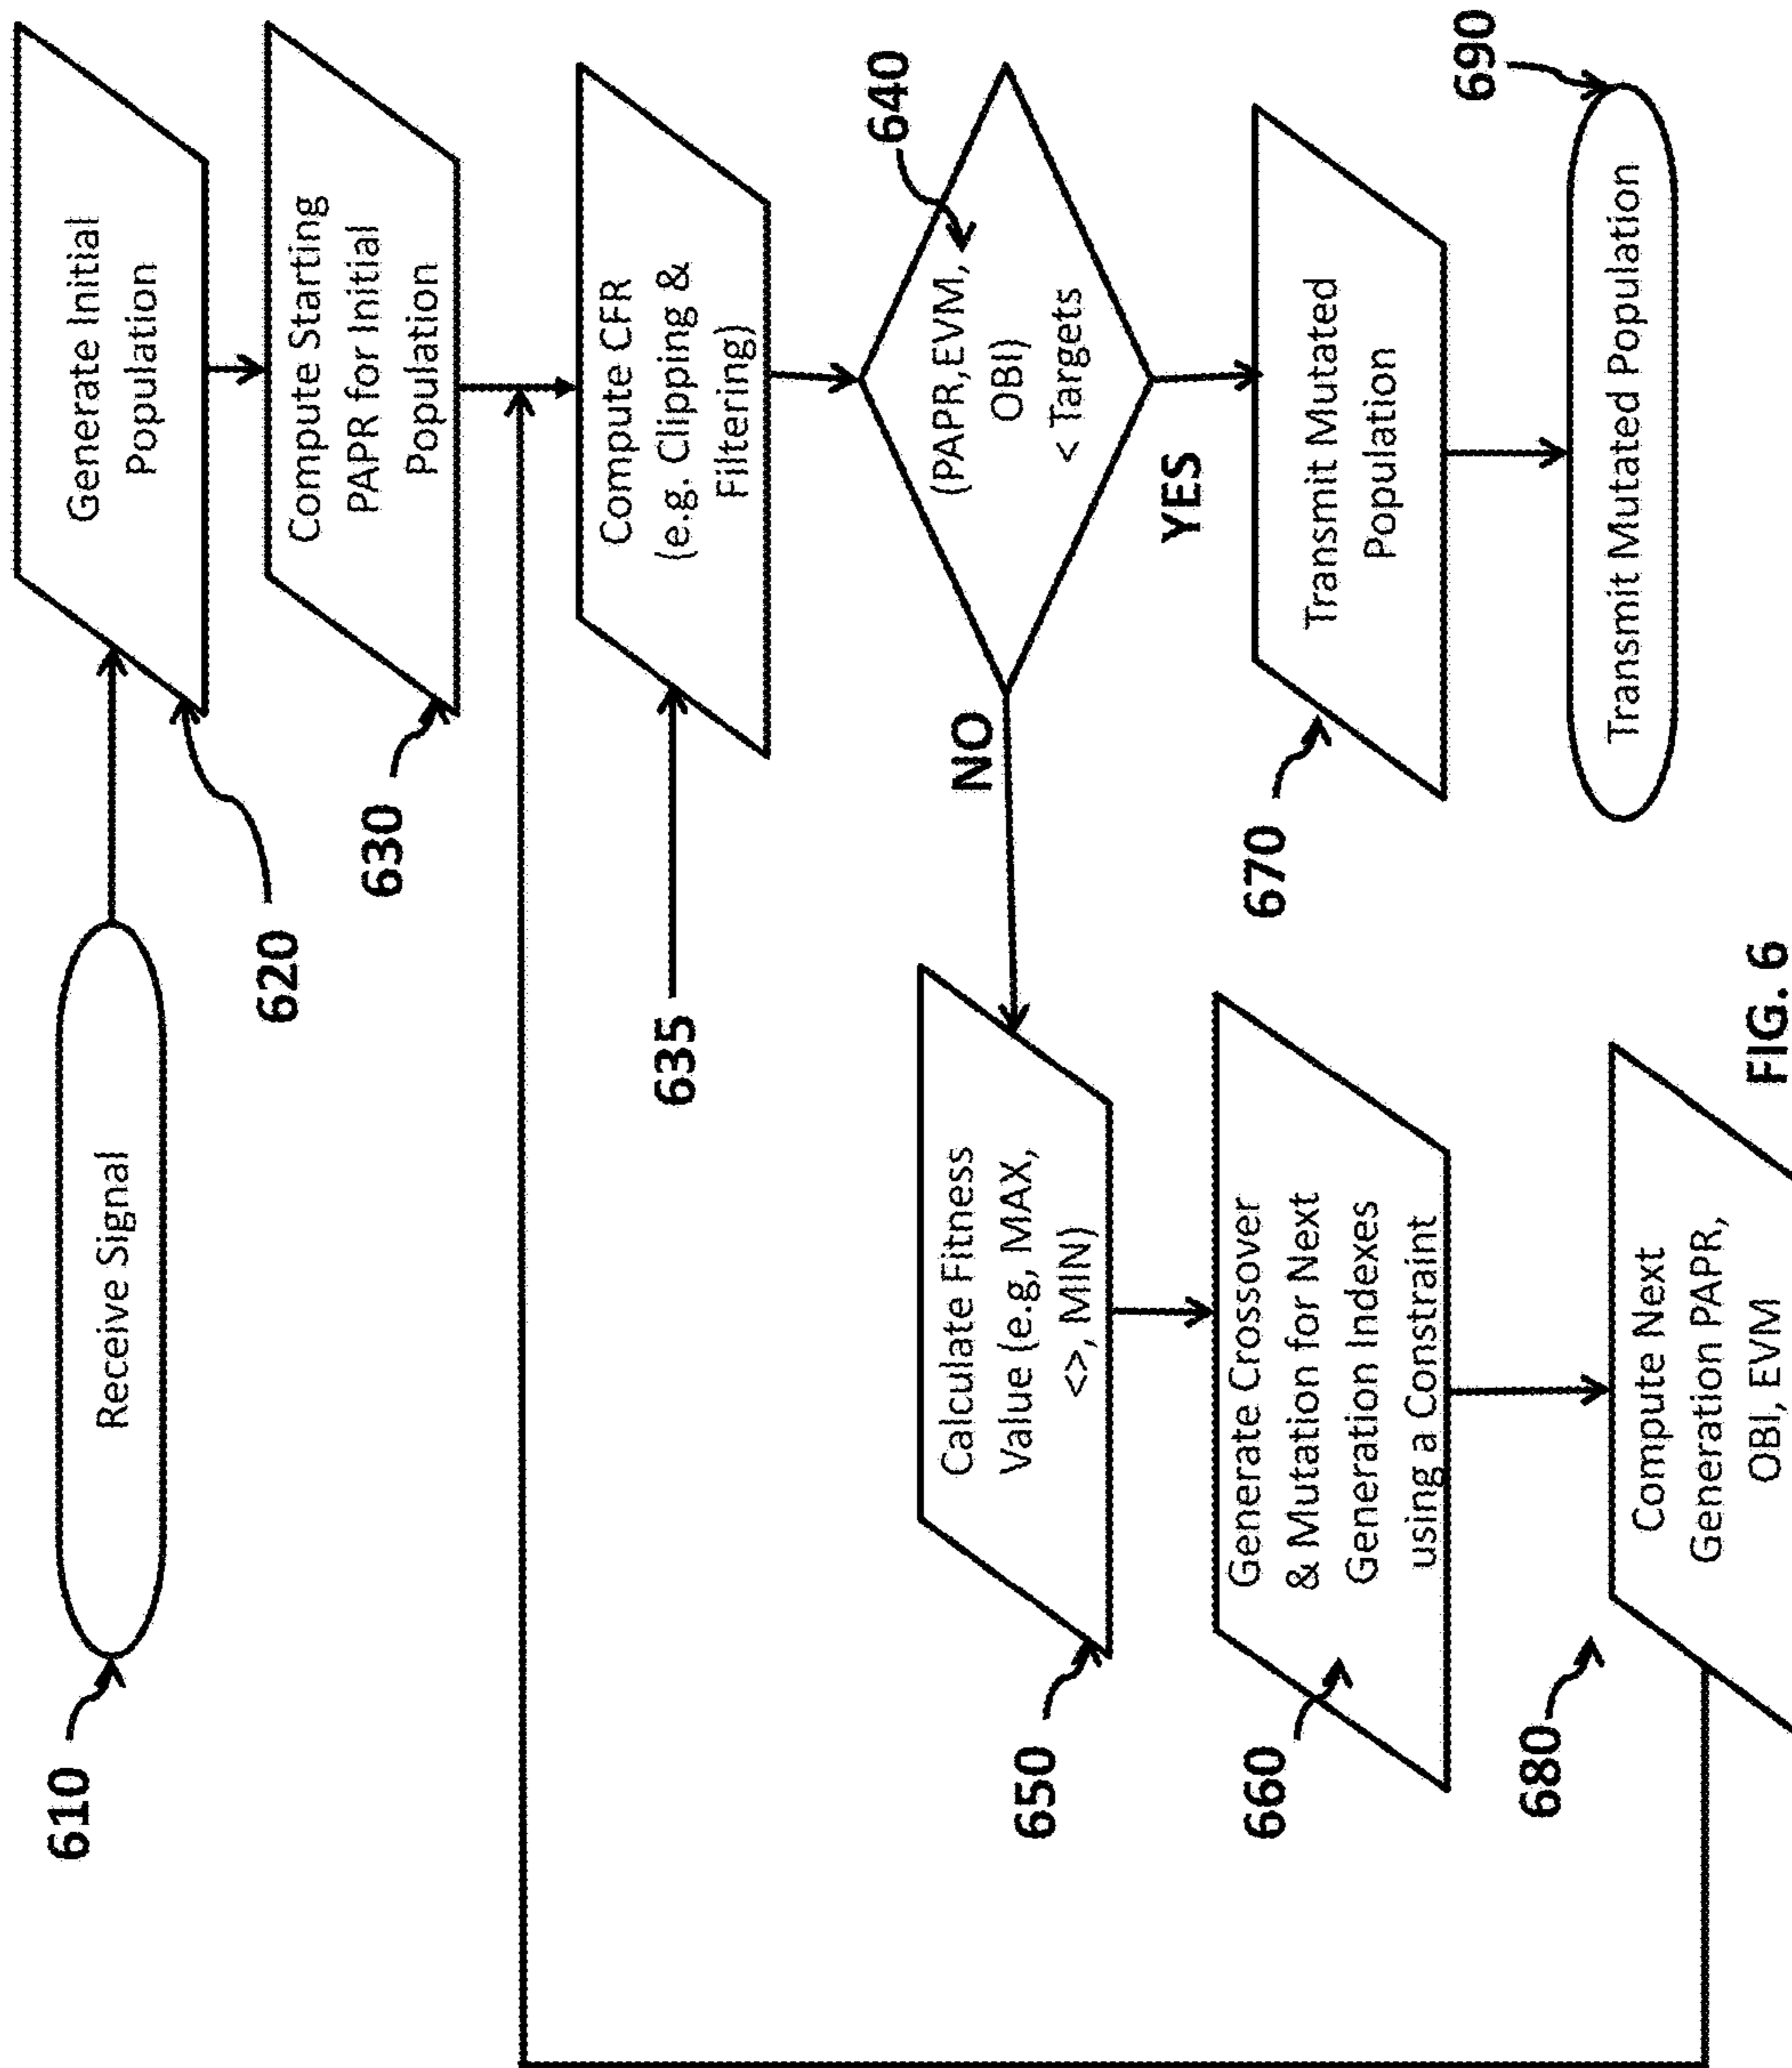 610
Receive Signal
620
Generate Initial
Population
630
Compute Starting
PAPR for Initial
Population
635
Compute CFR
(e.g. Clipping &
Filtering)
640
(PAPR,EVM,
OBI)
< Targets
NO
YES
650
Calculate Fitness
Value (e.g, MAX,
<>, MIN)
660
Generate Crossover
& Mutation for Next
Generation Indexes
using a Constraint
680
Compute Next
Generation PAPR,
OBI, EVM
670
Transmit Mutated
Population
690
Transmit Mutated Population
FIG. 6